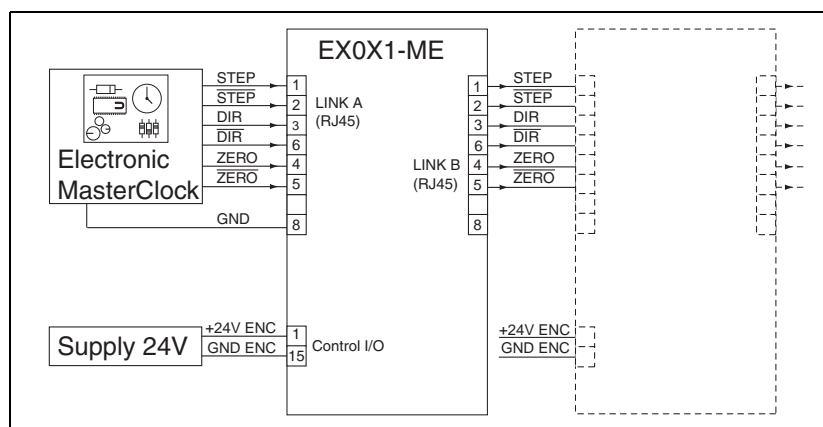 EX0X1-ME
Electronic
MasterClock
STEP
STEP
DIR
DIR
ZERO
ZERO
GND
1
2
3
6
4
5
8
LINK A
(RJ45)
LINK B
(RJ45)
1
2
3
6
4
5
8
STEP
STEP
DIR
DIR
ZERO
ZERO
Supply 24V
+24V ENC
GND ENC
1
15
Control I/O
+24V ENC
GND ENC